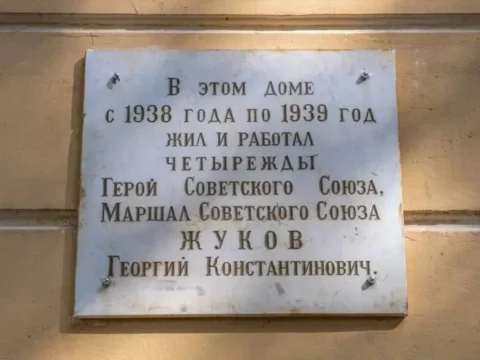 В этом доме
с 1938 года по 1939 год
жил и работал
четырежды
Герой Советского Союза,
Маршал Советского Союза
ЖУКОВ
Георгий Константинович.